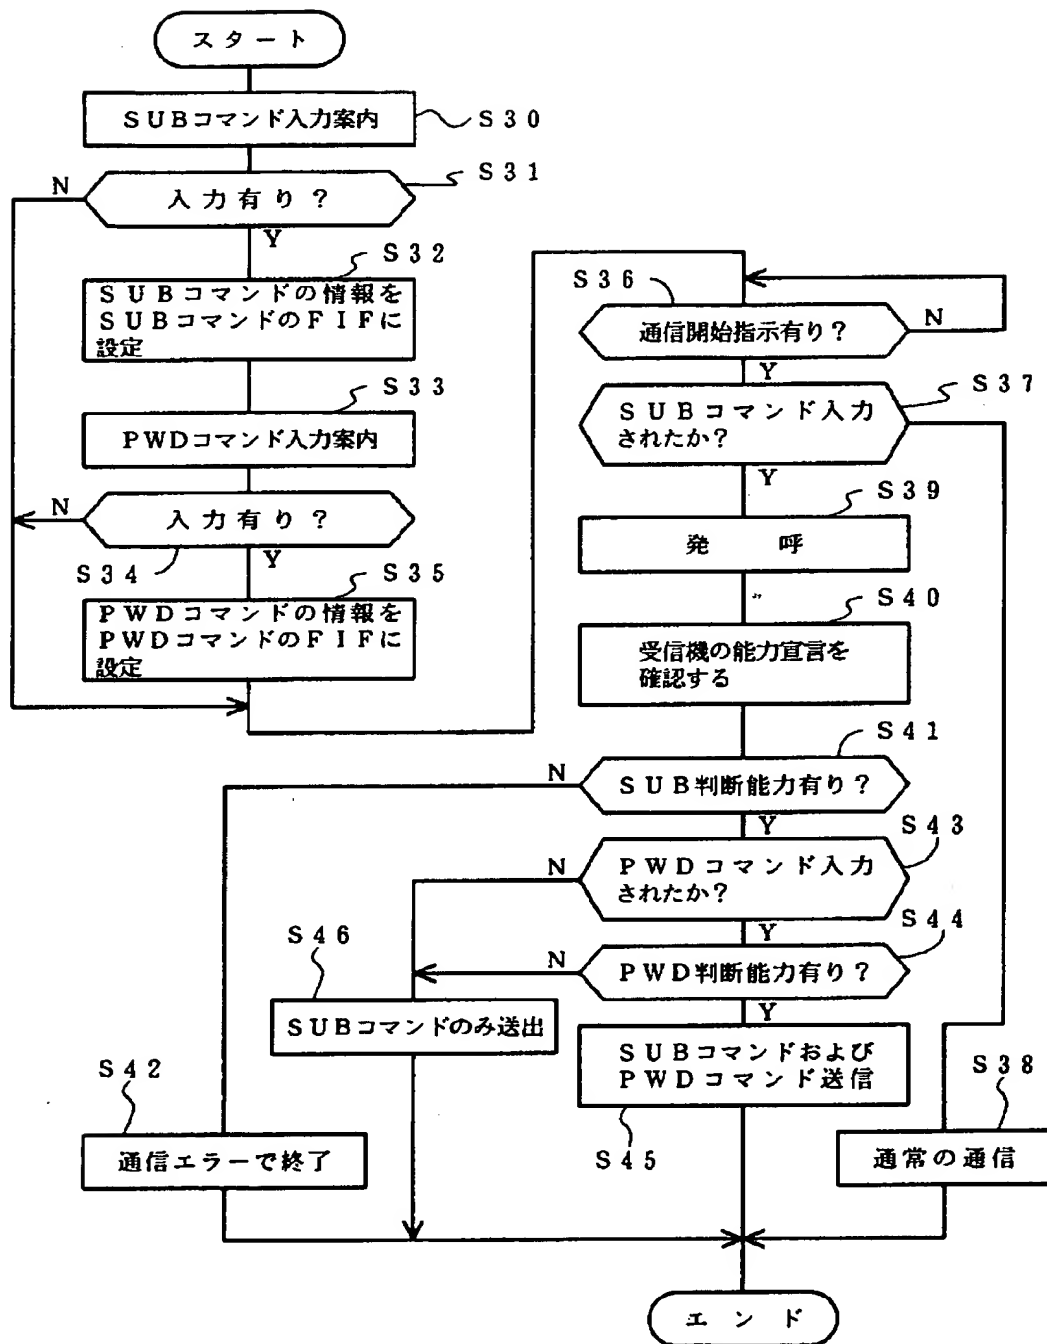 スタート
SUBコマンド入力案内
S30
S31
N
入力有り?
Y
S32
SUBコマンドの情報を
SUBコマンドのFIFに
設定
S33
PWDコマンド入力案内
N
入力有り?
Y
S34
S35
PWDコマンドの情報を
PWDコマンドのFIFに
設定
S36
通信開始指示有り?
N
Y
S37
SUBコマンド入力
されたか?
Y
S39
発呼
S40
受信機の能力宣言を
確認する
S41
N
SUB判断能力有り?
Y
S43
N
PWDコマンド入力
されたか?
Y
S44
N
PWD判断能力有り?
Y
S46
SUBコマンドのみ送出
SUBコマンドおよび
PWDコマンド送信
S45
S42
通信エラーで終了
S38
通常の通信
エンド